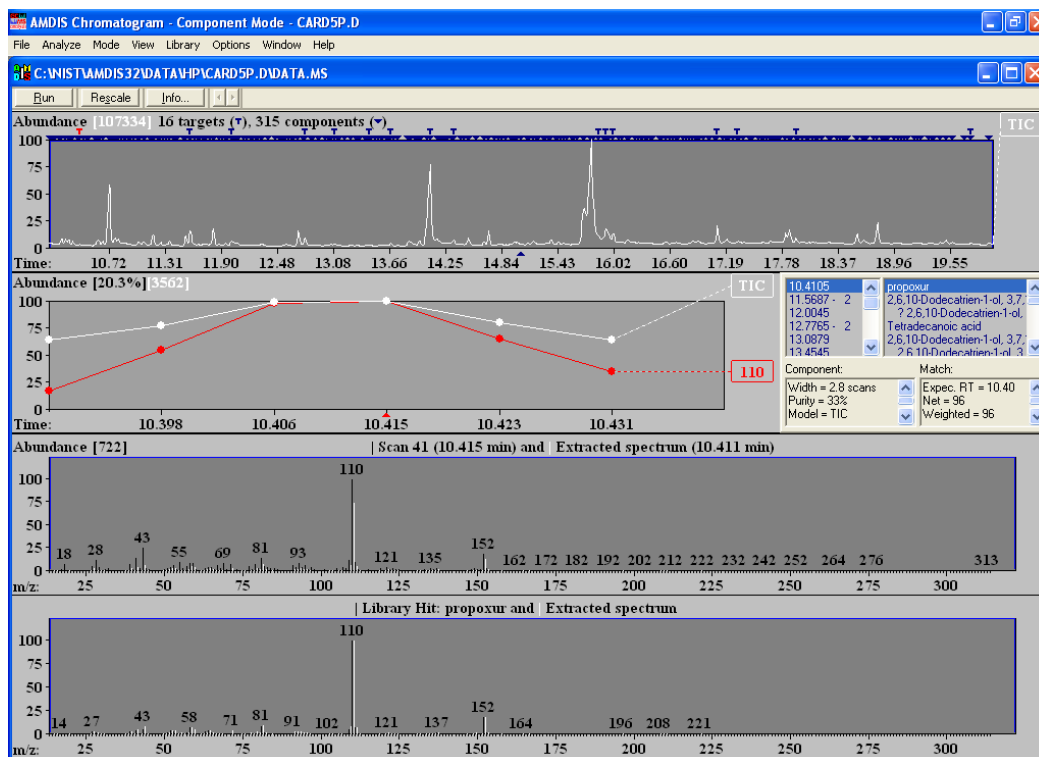 AMDIS Chromatogram - Component Mode - CARD5P.D
File Analyze Mode View Library Options Window Help
C:\NIST\AMDIS32\DATA\HP\CARD5P.D\DATA.MS
Run Rescale Info...
Abundance [107334] 16 targets (T), 315 components (▼)
TIC
100
75
50
25
0
Time: 10.72 11.31 11.90 12.48 13.08 13.66 14.25 14.84 15.43 16.02 16.60 17.19 17.78 18.37 18.96 19.55
Abundance [20.3%] [3562]
TIC
100
75
50
25
0
110
Time: 10.398 10.406 10.415 10.423 10.431
10.4105 propoxur
11.5687 - 2 2,6,10-Dodecatrien-1-ol, 3,7,
12.0045 ? 2,6,10-Dodecatrien-1-ol,
12.7765 - 2 Tetradecanoic acid
13.0879 2,6,10-Dodecatrien-1-ol, 3,7,
13.4545 2,6,10-Dodecatrien-1-ol, 3
Component: Match:
Width = 2.8 scans Expec. RT = 10.40
Purity = 33% Net = 96
Model = TIC Weighted = 96
Abundance [722] | Scan 41 (10.415 min) and | Extracted spectrum (10.411 min)
100
75
50
25
0
110
18 28 43 55 69 81 93 121 135 152 162 172 182 192 202 212 222 232 242 252 264 276 313
m/z: 25 50 75 100 125 150 175 200 225 250 275 300
| Library Hit: propoxur and | Extracted spectrum
100
75
50
25
0
110
14 27 43 58 71 81 91 102 121 137 152 164 196 208 221
m/z: 25 50 75 100 125 150 175 200 225 250 275 300